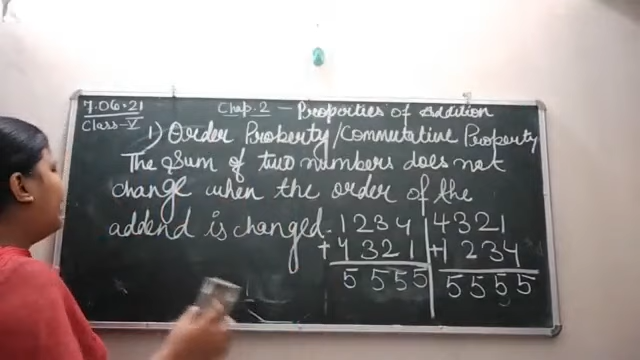 7.06.21 Chap. 2 - Properties of addition
Class-V
1) Order Property/Commutative Property
The Sum of two numbers does not
change when the order of the
addend is changed. 1234 4321
+4321 +1234
5555 5555